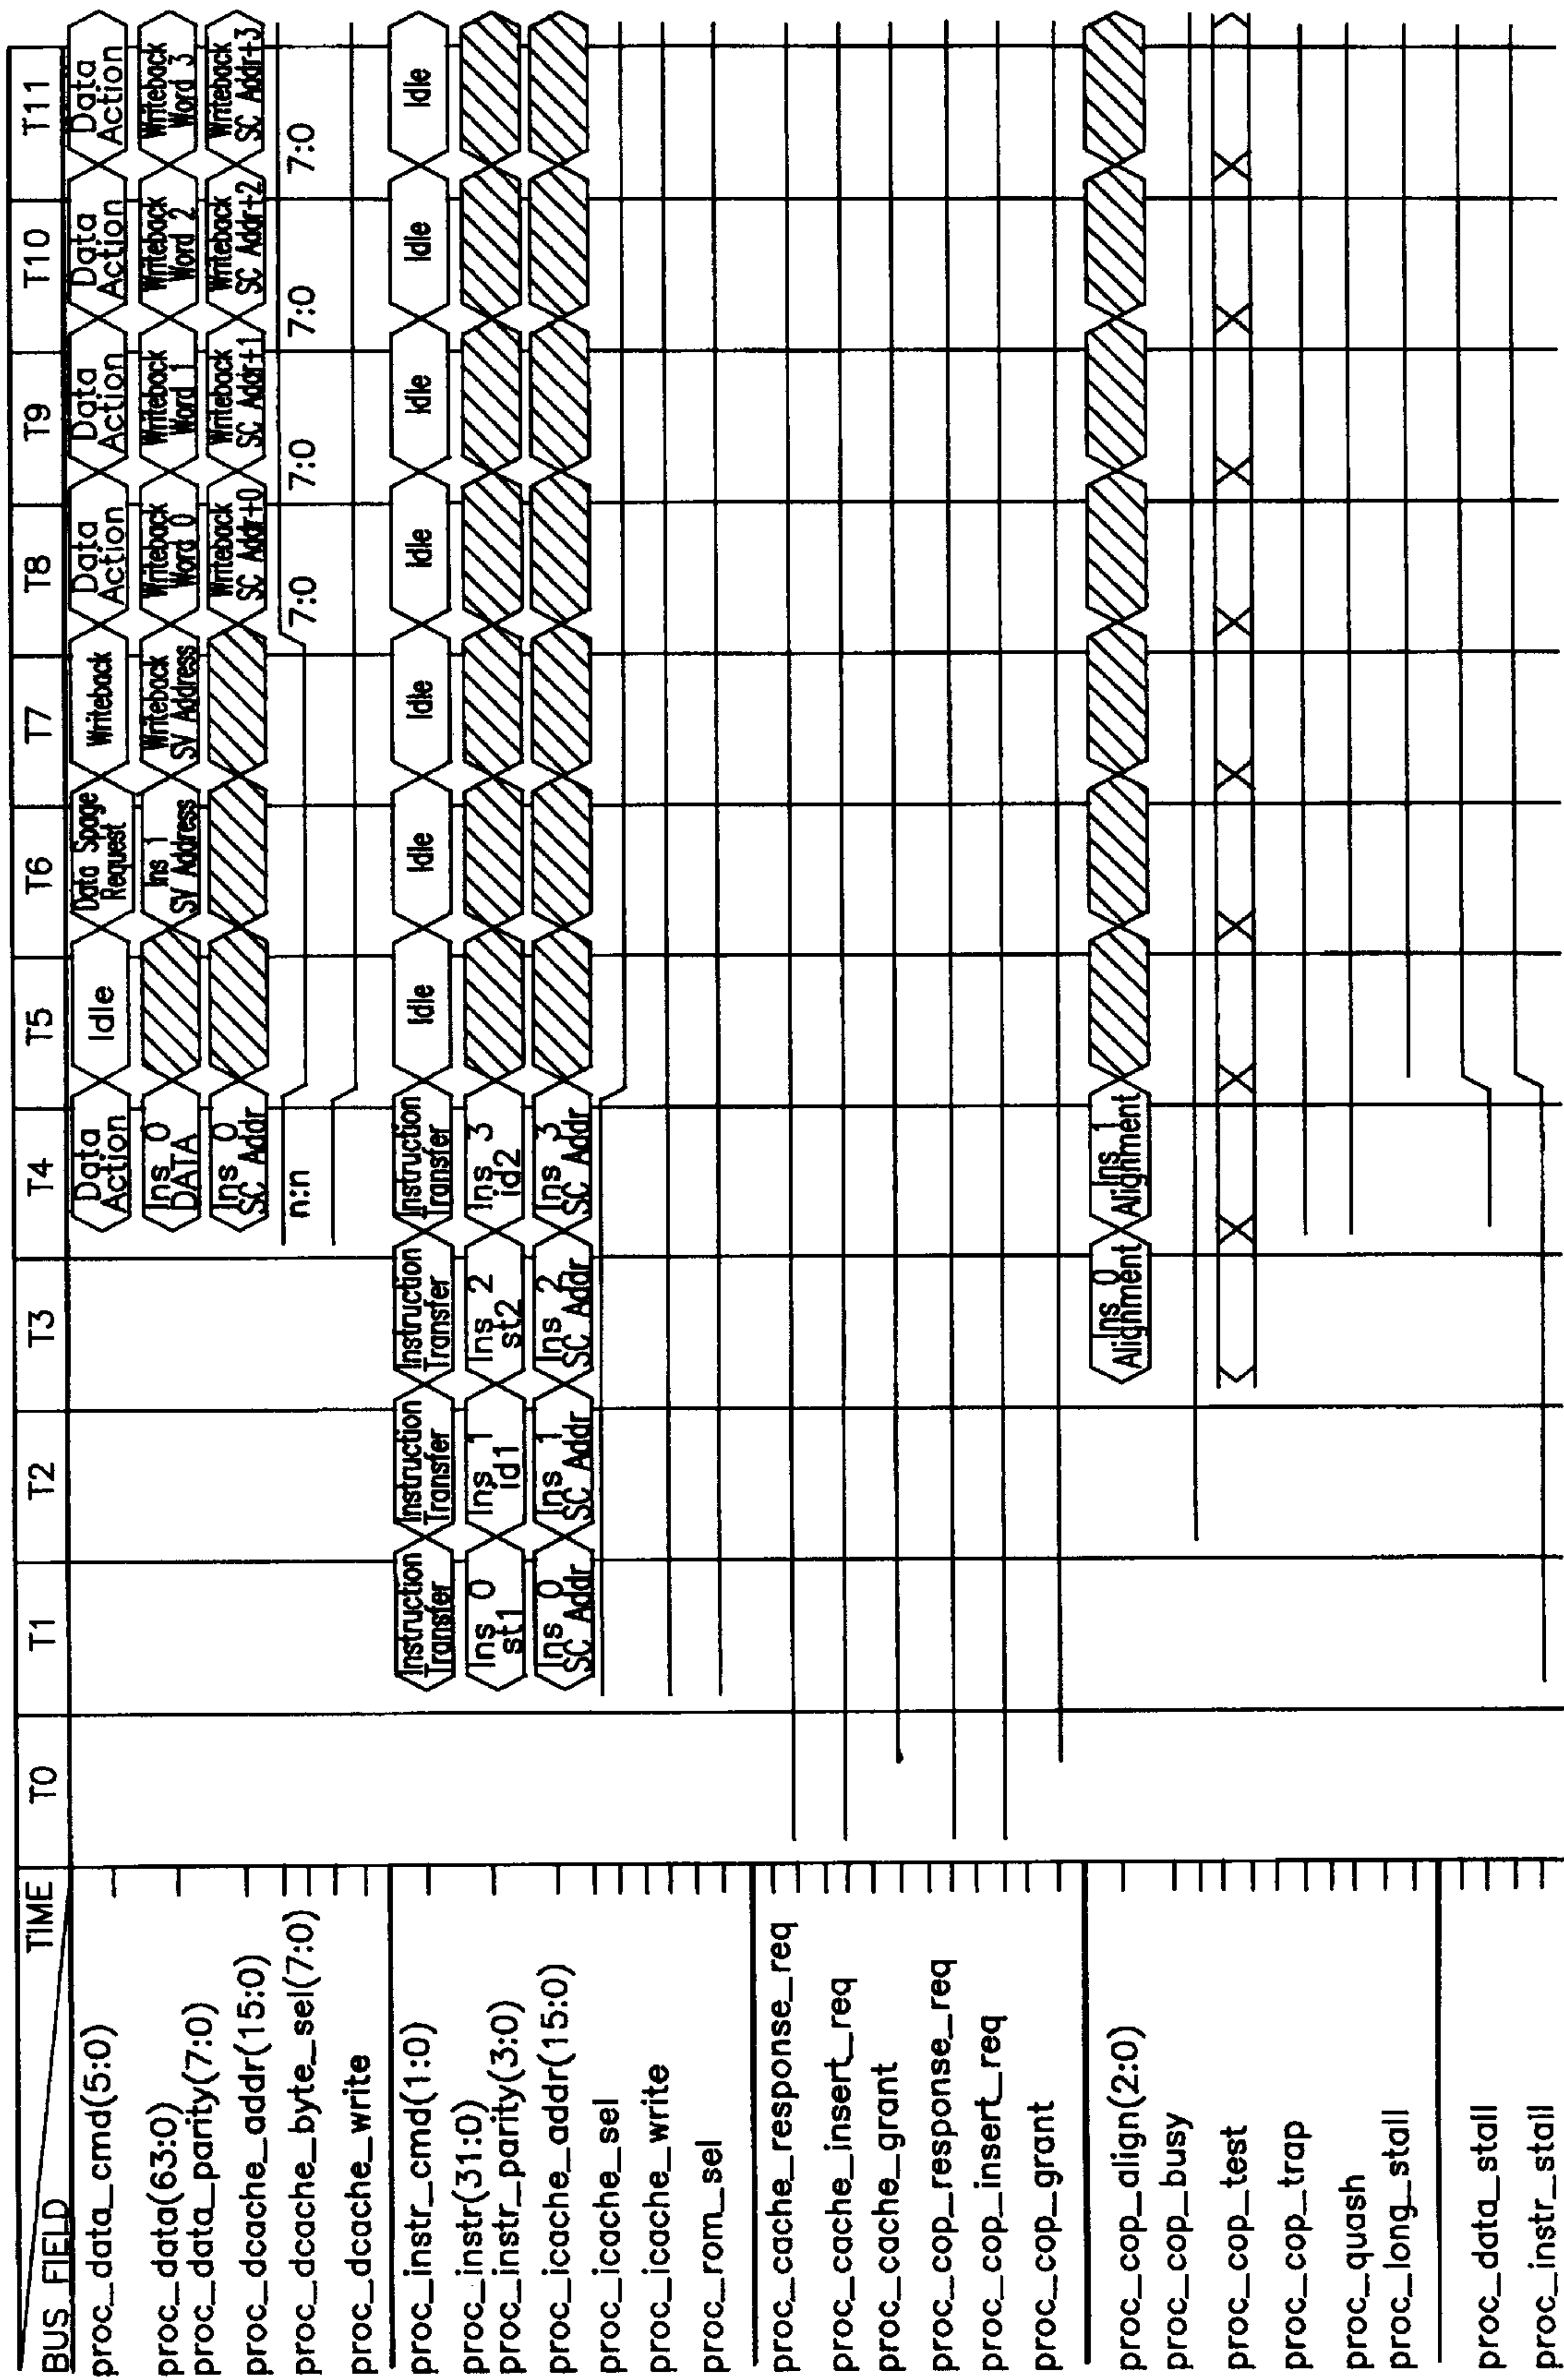 BUS FIELD TIME T0 T1 T2 T3 T4 T5 T6 T7 T8 T9 T10 T11
proc_data_cmd(5:0) Data Action Idle Data Spage Request Writeback Data Action Data Action Data Action Data Action
proc_data(63:0) Ins 0 DATA Ins 1 SV Address Writeback SV Address Writeback Word 0 Writeback Word 1 Writeback Word 2 Writeback Word 3
proc_data_parity(7:0)
proc_dcache_addr(15:0) Ins 0 SC Addr Writeback SC Addr+0 Writeback SC Addr+1 Writeback SC Addr+2 Writeback SC Addr+3
proc_dcache_byte_sel(7:0) n:n 7:0 7:0 7:0 7:0
proc_dcache_write
proc_instr_cmd(1:0) Instruction Transfer Instruction Transfer Instruction Transfer Instruction Transfer Idle Idle Idle Idle Idle Idle Idle
proc_instr(31:0) Ins 0 st1 Ins 1 id1 Ins 2 st2 Ins 3 id2
proc_instr_parity(3:0)
proc_icache_addr(15:0) Ins 0 SC Addr Ins 1 SC Addr Ins 2 SC Addr Ins 3 SC Addr
proc_icache_sel
proc_icache_write
proc_rom_sel
proc_cache_response_req
proc_cache_insert_req
proc_cache_grant
proc_cop_response_req
proc_cop_insert_req
proc_cop_grant
proc_cop_align(2:0) Ins 0 Alignment Ins 1 Alignment
proc_cop_busy
proc_cop_test
proc_cop_trap
proc_quash
proc_long_stall
proc_data_stall
proc_instr_stall